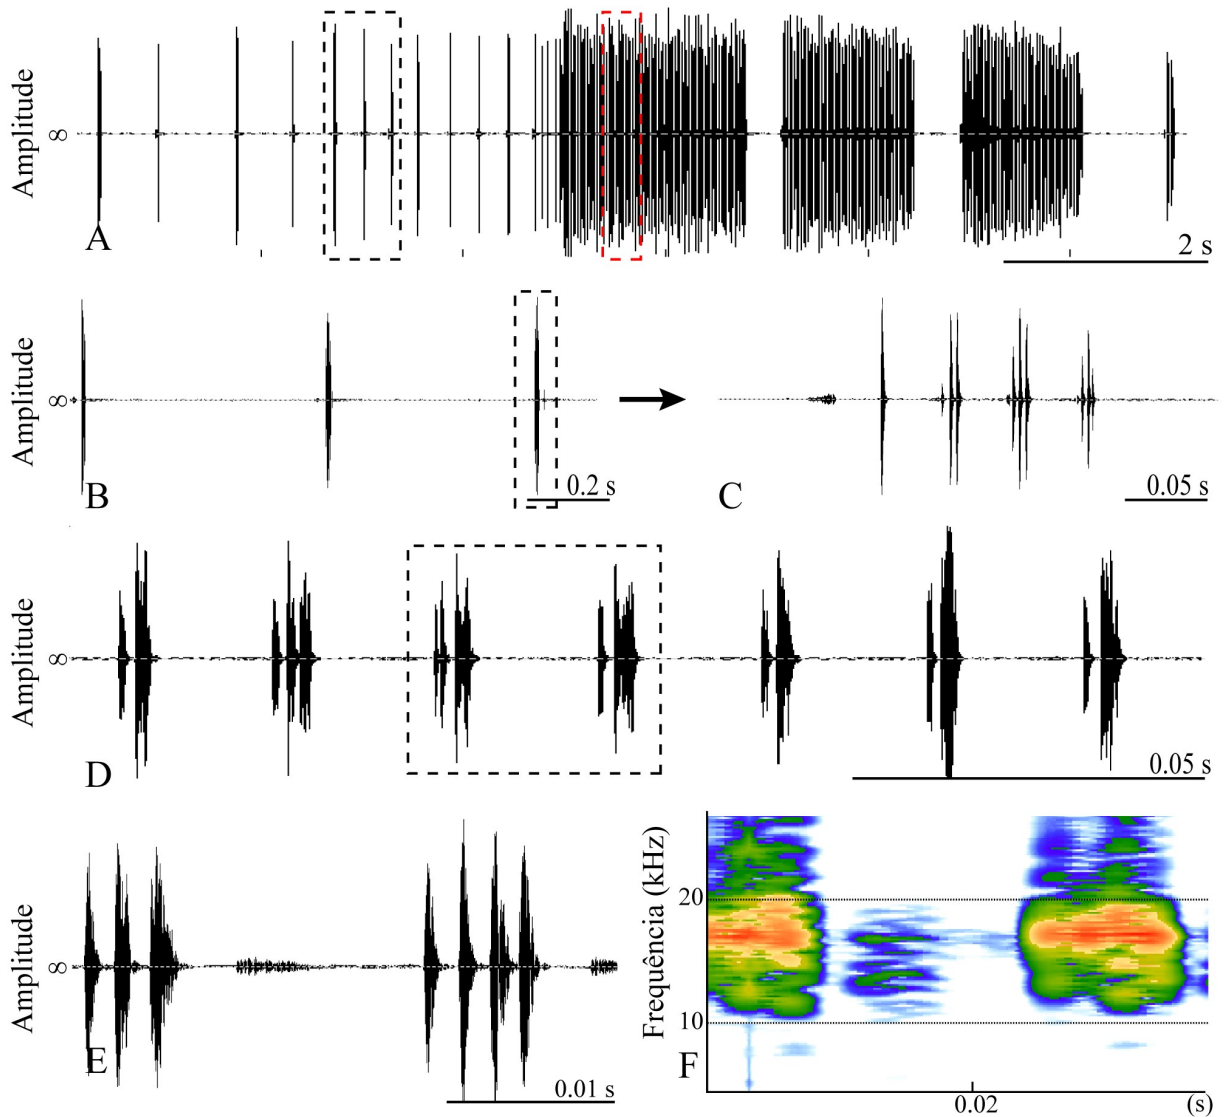 Amplitude
∞
A
2 s
Amplitude
∞
B
0.2 s
C
0.05 s
Amplitude
∞
D
0.05 s
Amplitude
∞
E
0.01 s
Frequência (kHz)
20
10
F
0.02
(s)